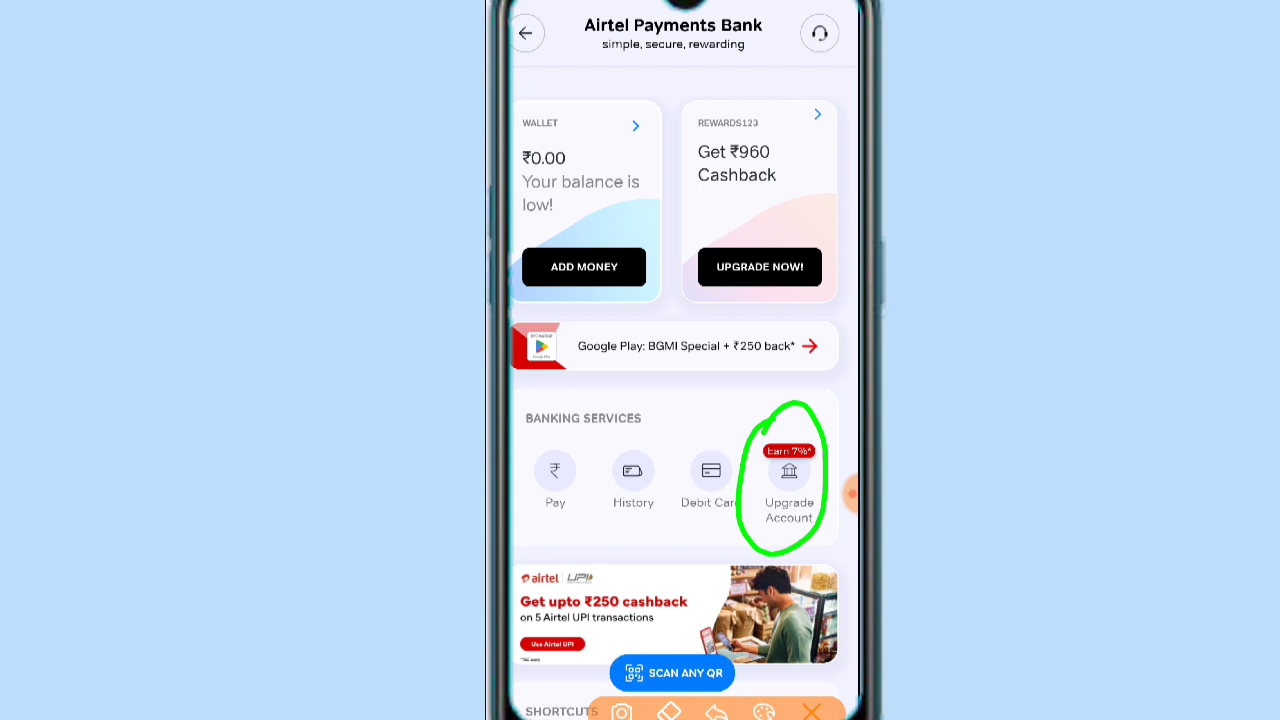 Airtel Payments Bank
simple, secure, rewarding
WALLET
₹0.00
Your balance is
low!
ADD MONEY
REWARDS123
Get ₹960
Cashback
UPGRADE NOW!
Google Play: BGMI Special + ₹250 back*
BANKING SERVICES
Earn 7%*
Pay
History
Debit Card
Upgrade
Account
airtel UPI
Get upto ₹250 cashback
on 5 Airtel UPI transactions
Use Airtel UPI
SCAN ANY QR
SHORTCUTS